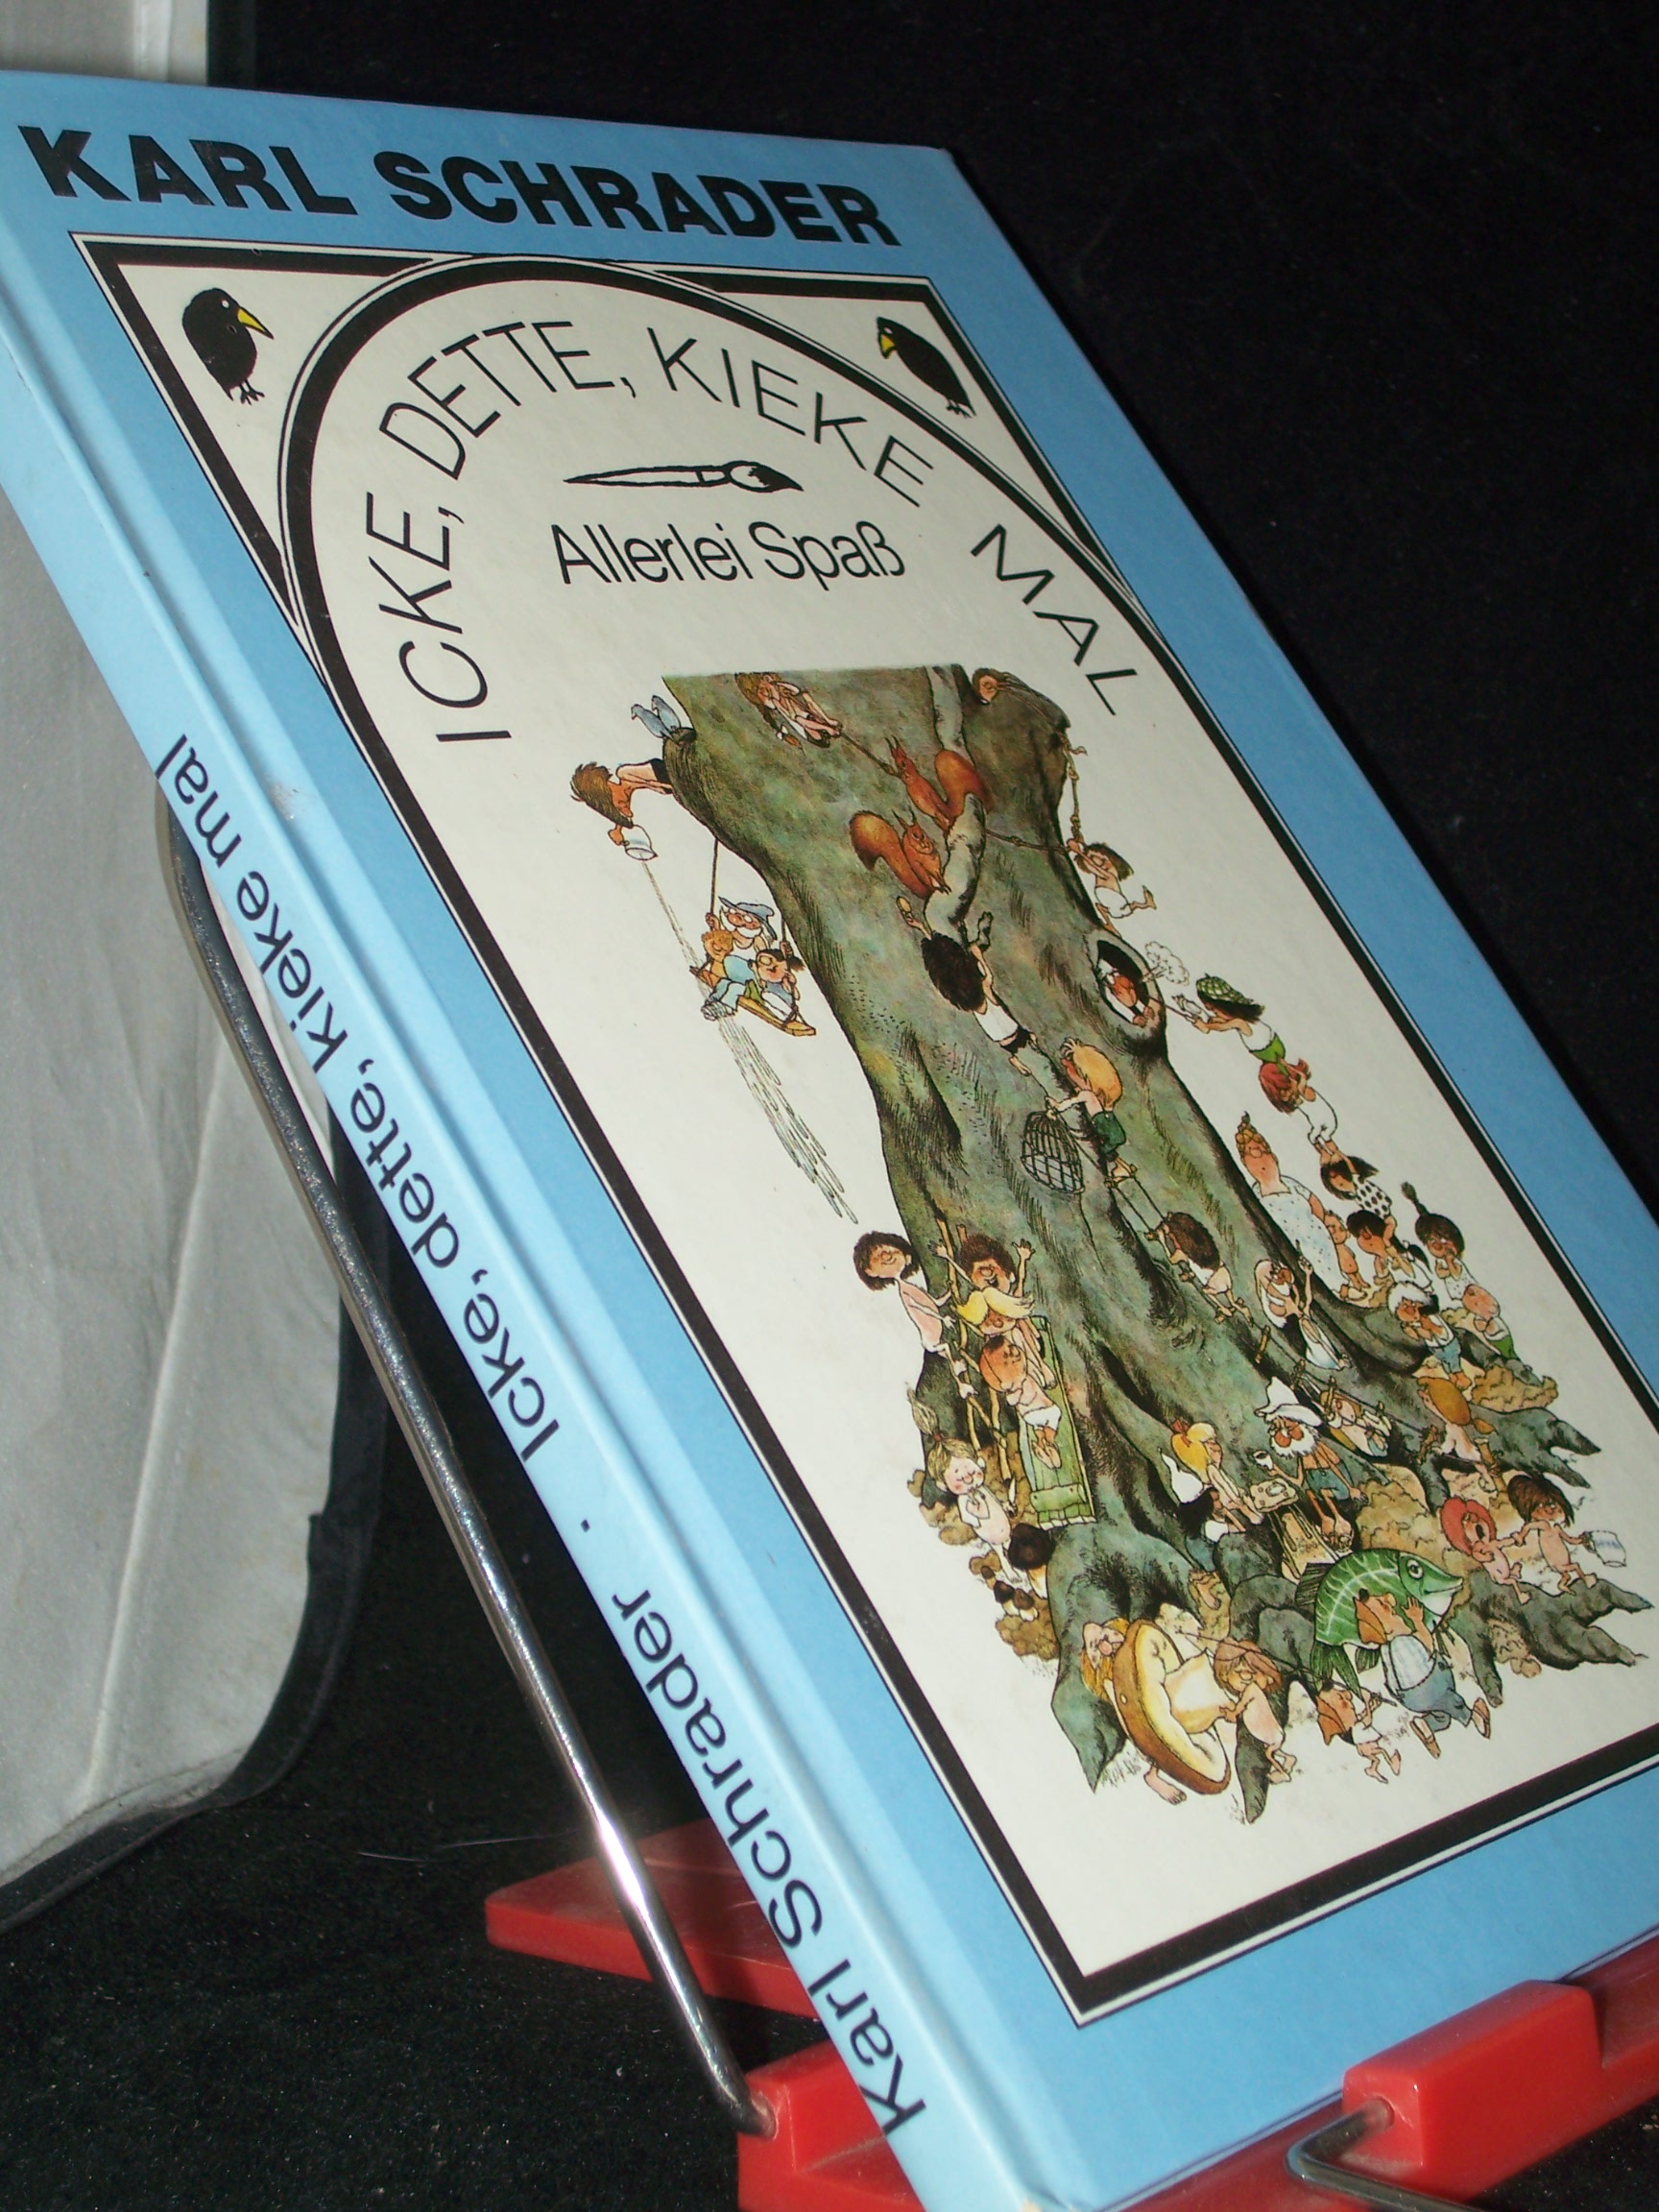 KARL SCHRADER
ICKE, DETTE, KIEKE MAL
Allerlei Spaß
Karl Schrader · Icke, dette, kieke mal